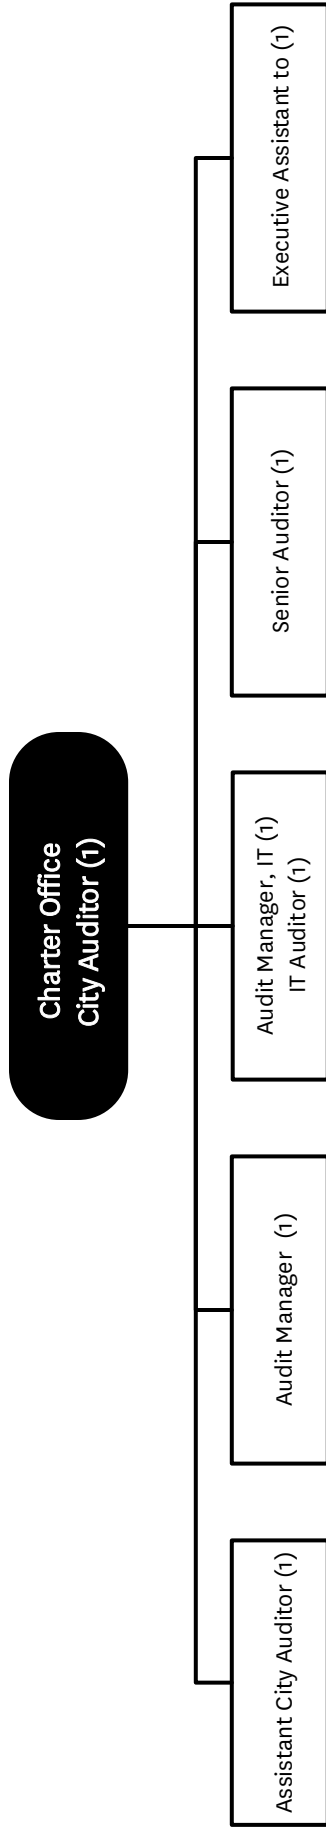 Charter Office
City Auditor (1)
Assistant City Auditor (1)
Audit Manager (1)
Audit Manager, IT (1)
IT Auditor (1)
Senior Auditor (1)
Executive Assistant to (1)